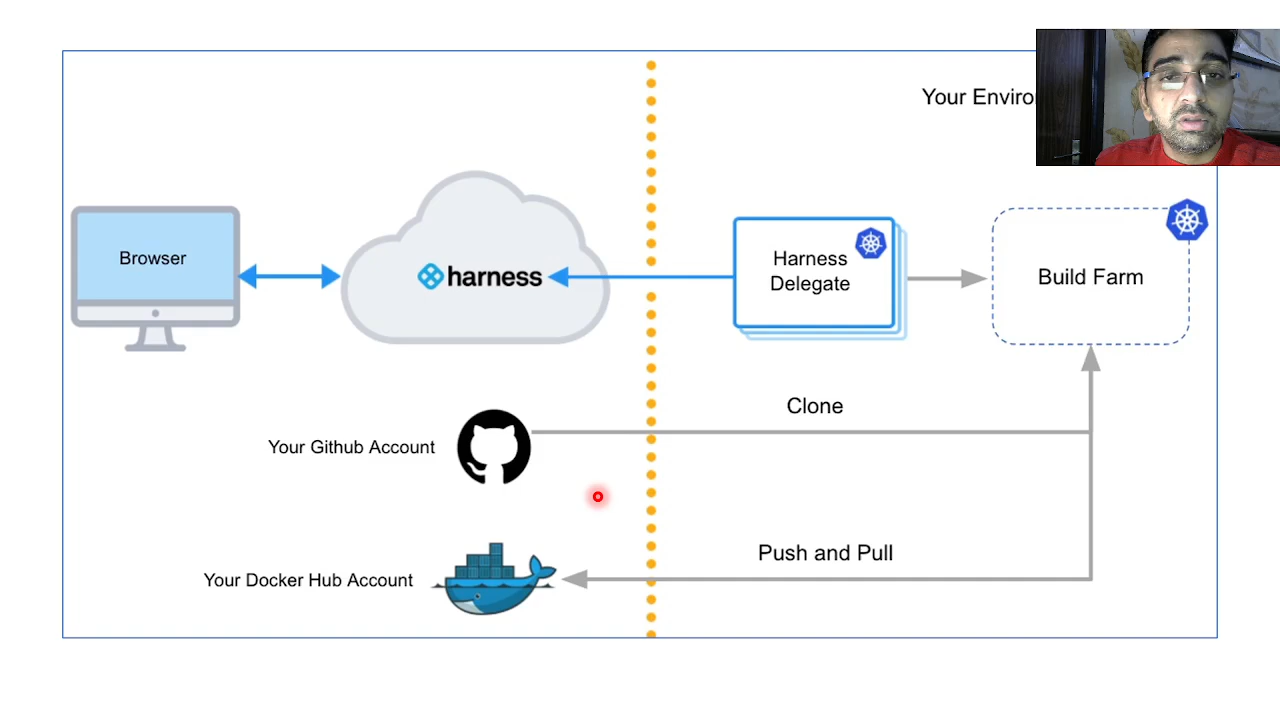 Your Enviro
Browser
harness
Harness
Delegate
Build Farm
Clone
Your Github Account
Push and Pull
Your Docker Hub Account